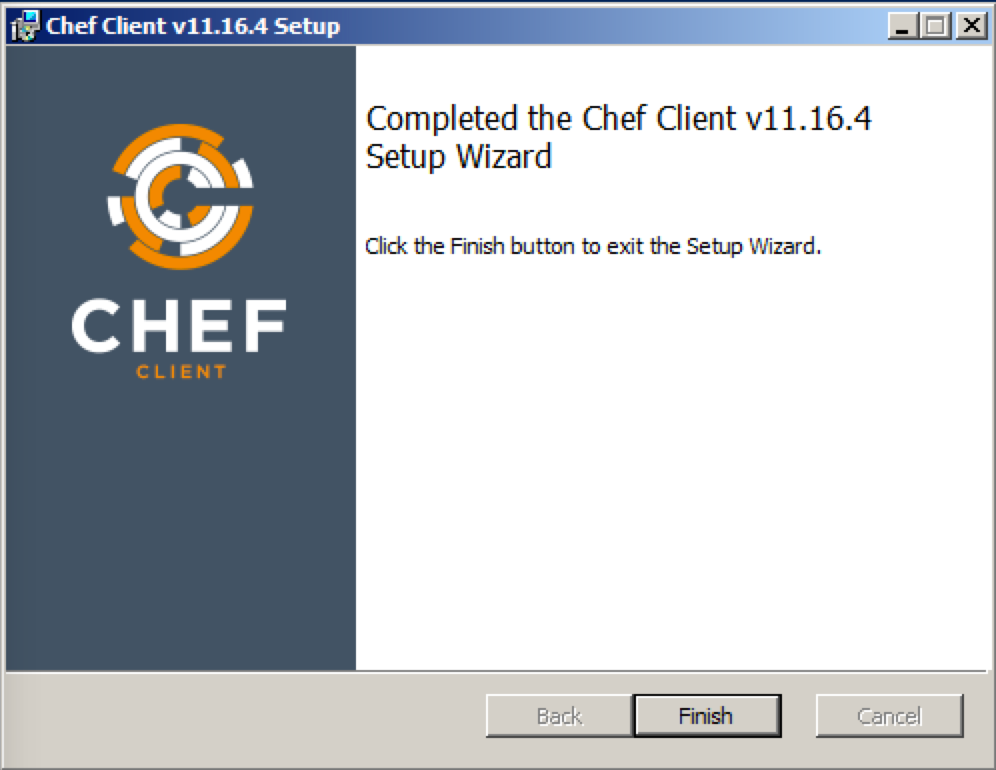 Chef Client v11.16.4 Setup
CHEF
CLIENT
Completed the Chef Client v11.16.4
Setup Wizard
Click the Finish button to exit the Setup Wizard.
Back
Finish
Cancel